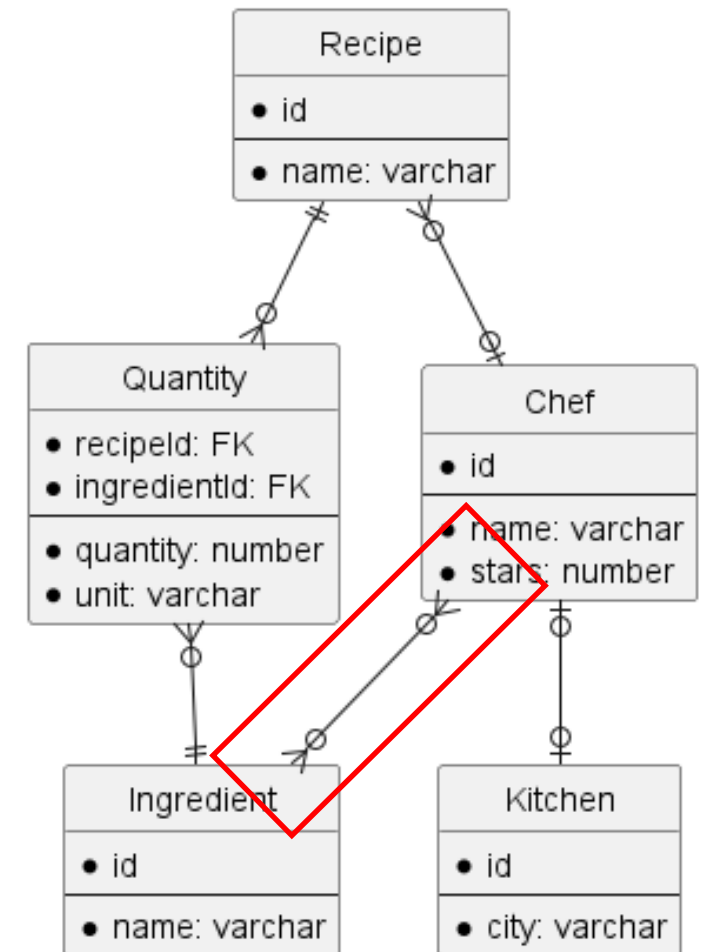 Recipe
id
name: varchar
Quantity
recipeId: FK
ingredientId: FK
quantity: number
unit: varchar
Chef
id
name: varchar
stars: number
Ingredient
id
name: varchar
Kitchen
id
city: varchar